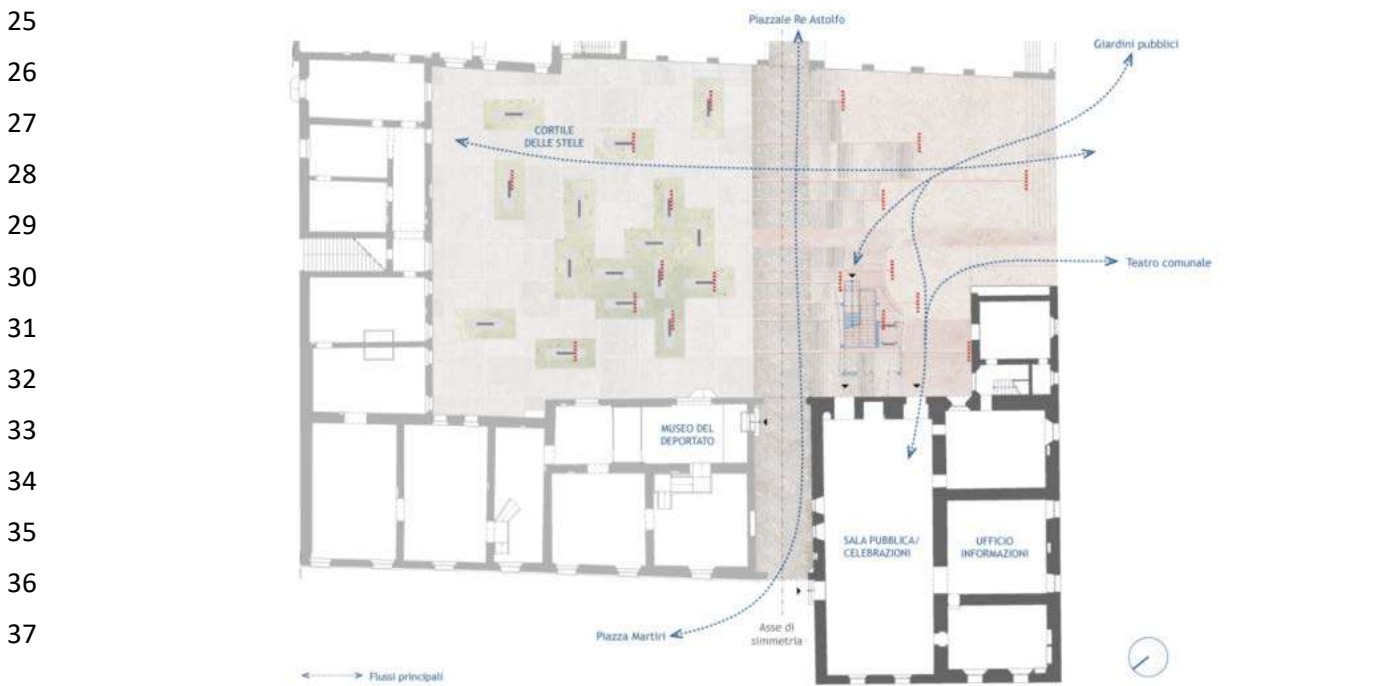 25
Piazzale Re Astolfo
Giardini pubblici
26
27
CORTILE
DELLE STELE
28
29
30
Teatro comunale
31
32
33
MUSEO DEL
DEPORTATO
34
35
SALA PUBBLICA/
CELEBRAZIONI
UFFICIO
INFORMAZIONI
36
37
Piazza Martiri
Asse di
simmetria
Flussi principali